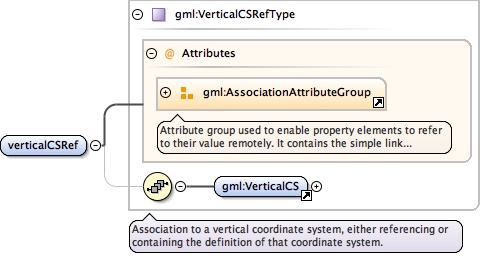 gml:VerticalCSRefType
@ Attributes
gml:AssociationAttributeGroup
Attribute group used to enable property elements to refer
to their value remotely. It contains the simple link...
verticalCSRef
gml:VerticalCS
Association to a vertical coordinate system, either referencing or
containing the definition of that coordinate system.